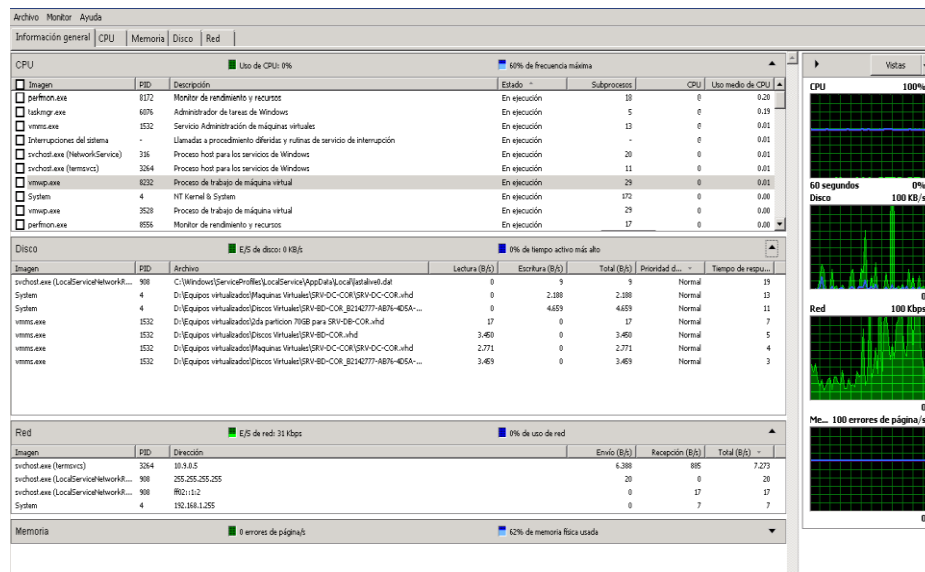 Archivo Monitor Ayuda
Información general CPU Memoria Disco Red
CPU Uso de CPU: 0% 60% de frecuencia máxima
Imagen PID Descripción Estado Subprocesos CPU Uso medio de CPU
perfmon.exe 8172 Monitor de rendimiento y recursos En ejecución 18 0 0.20
taskmgr.exe 6076 Administrador de tareas de Windows En ejecución 5 0 0.19
vmms.exe 1532 Servicio Administración de máquinas virtuales En ejecución 13 0 0.01
Interrupciones del sistema - Llamadas a procedimiento diferidas y rutinas de servicio de interrupción En ejecución - 0 0.01
svchost.exe (NetworkService) 316 Proceso host para los servicios de Windows En ejecución 20 0 0.01
svchost.exe (termsvcs) 3264 Proceso host para los servicios de Windows En ejecución 11 0 0.01
vmwp.exe 8232 Proceso de trabajo de máquina virtual En ejecución 29 0 0.01
System 4 NT Kernel & System En ejecución 172 0 0.00
vmwp.exe 3528 Proceso de trabajo de máquina virtual En ejecución 29 0 0.00
perfmon.exe 8556 Monitor de rendimiento y recursos En ejecución 17 0 0.00
Disco E/S de disco: 0 KB/s 0% de tiempo activo más alto
Imagen PID Archivo Lectura (B/s) Escritura (B/s) Total (B/s) Prioridad d... Tiempo de respu...
svchost.exe (LocalServiceNetworkR... 908 C:\Windows\ServiceProfiles\LocalService\AppData\Local\lastalive0.dat 0 9 9 Normal 19
System 4 D:\Equipos virtualizados\Maquinas Virtuales\SRV-DC-COR\SRV-DC-COR.vhd 0 2.188 2.188 Normal 13
System 4 D:\Equipos virtualizados\Discos Virtuales\SRV-BD-COR_B2142777-AB76-4D5A-... 0 4.659 4.659 Normal 11
vmms.exe 1532 D:\Equipos virtualizados\2da particion 70GB para SRV-DB-COR.vhd 17 0 17 Normal 7
vmms.exe 1532 D:\Equipos virtualizados\Discos Virtuales\SRV-BD-COR.vhd 3.450 0 3.450 Normal 5
vmms.exe 1532 D:\Equipos virtualizados\Maquinas Virtuales\SRV-DC-COR\SRV-DC-COR.vhd 2.771 0 2.771 Normal 4
vmms.exe 1532 D:\Equipos virtualizados\Discos Virtuales\SRV-BD-COR_B2142777-AB76-4D5A-... 3.459 0 3.459 Normal 3
Red E/S de red: 31 Kbps 0% de uso de red
Imagen PID Dirección Envío (B/s) Recepción (B/s) Total (B/s)
svchost.exe (termsvcs) 3264 10.9.0.5 6.388 885 7.273
svchost.exe (LocalServiceNetworkR... 908 255.255.255.255 20 0 20
svchost.exe (LocalServiceNetworkR... 908 ff02::1:2 0 17 17
System 4 192.168.1.255 0 7 7
Memoria 0 errores de página/s 62% de memoria física usada
Vistas
CPU 100%
60 segundos 0%
Disco 100 KB/s
0
Red 100 Kbps
0
Me... 100 errores de página/s
0